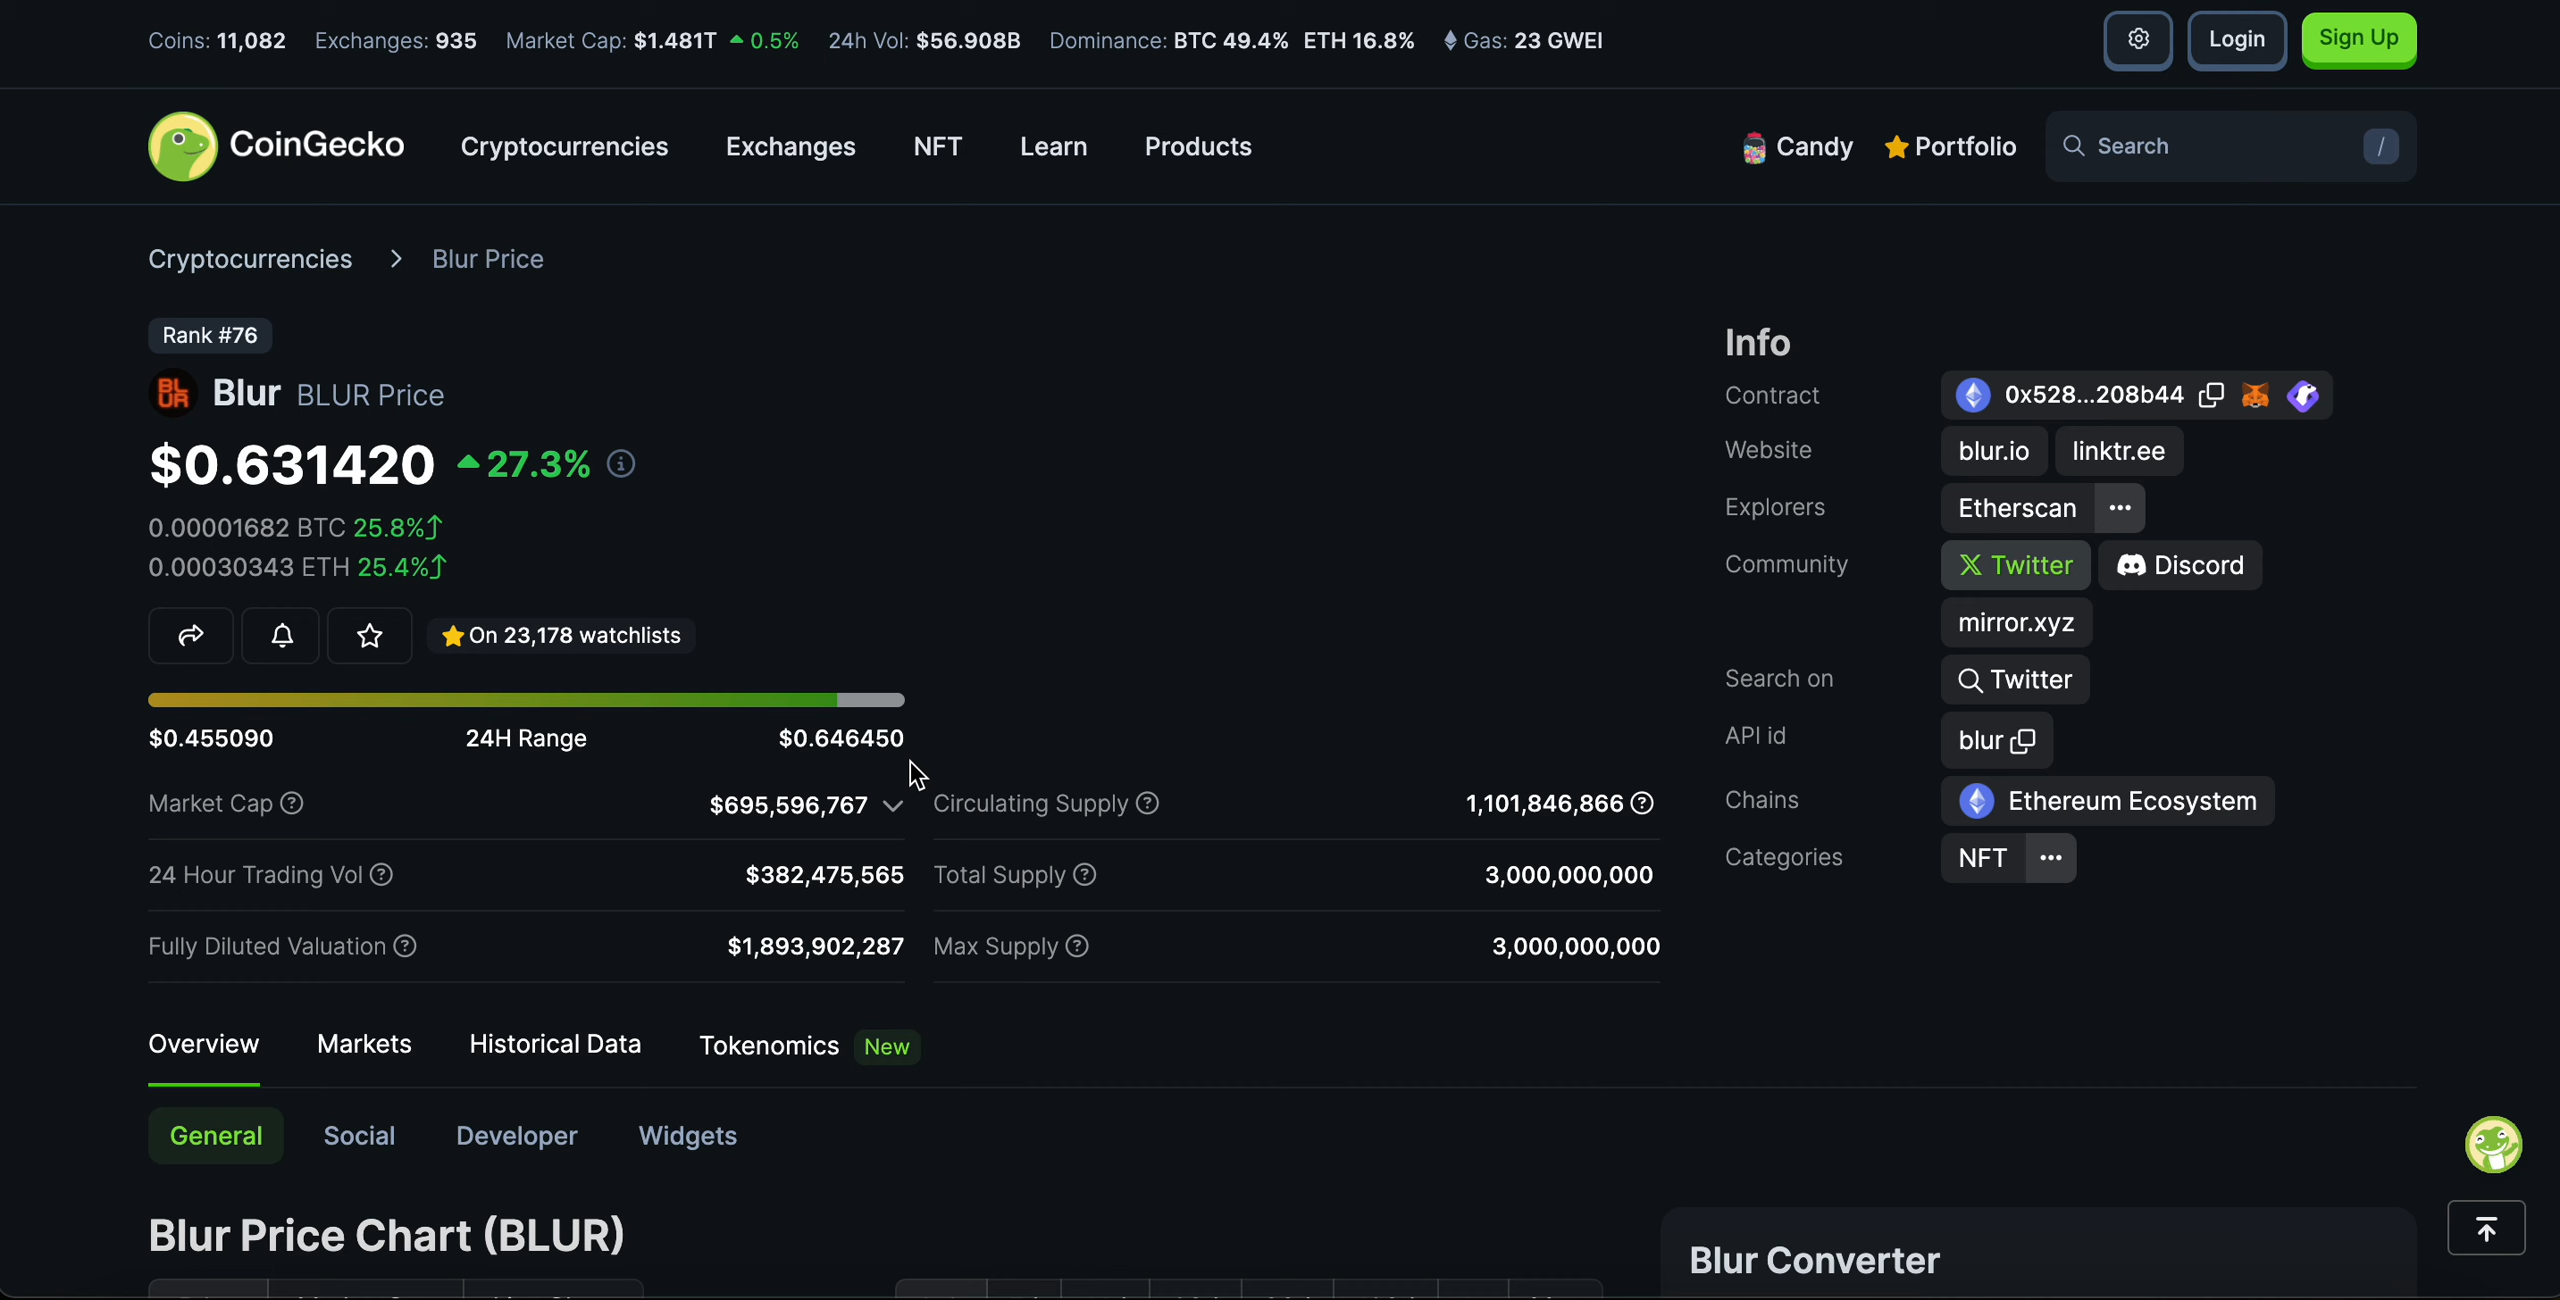 Coins: 11,082 Exchanges: 935 Market Cap: $1.481T 0.5% 24h Vol: $56.908B Dominance: BTC 49.4% ETH 16.8% Gas: 23 GWEI Login Sign Up
CoinGecko Cryptocurrencies Exchanges NFT Learn Products Candy Portfolio Search /
Cryptocurrencies > Blur Price
Rank #76
BLUR Blur BLUR Price
$0.631420 27.3%
0.00001682 BTC 25.8%
0.00030343 ETH 25.4%
On 23,178 watchlists
$0.455090 24H Range $0.646450
Market Cap $695,596,767
24 Hour Trading Vol $382,475,565
Fully Diluted Valuation $1,893,902,287
Circulating Supply 1,101,846,866
Total Supply 3,000,000,000
Max Supply 3,000,000,000
Info
Contract 0x528...208b44
Website blur.io linktr.ee
Explorers Etherscan ...
Community X Twitter Discord
mirror.xyz
Search on Twitter
API id blur
Chains Ethereum Ecosystem
Categories NFT ...
Overview Markets Historical Data Tokenomics New
General Social Developer Widgets
Blur Price Chart (BLUR)
Blur Converter